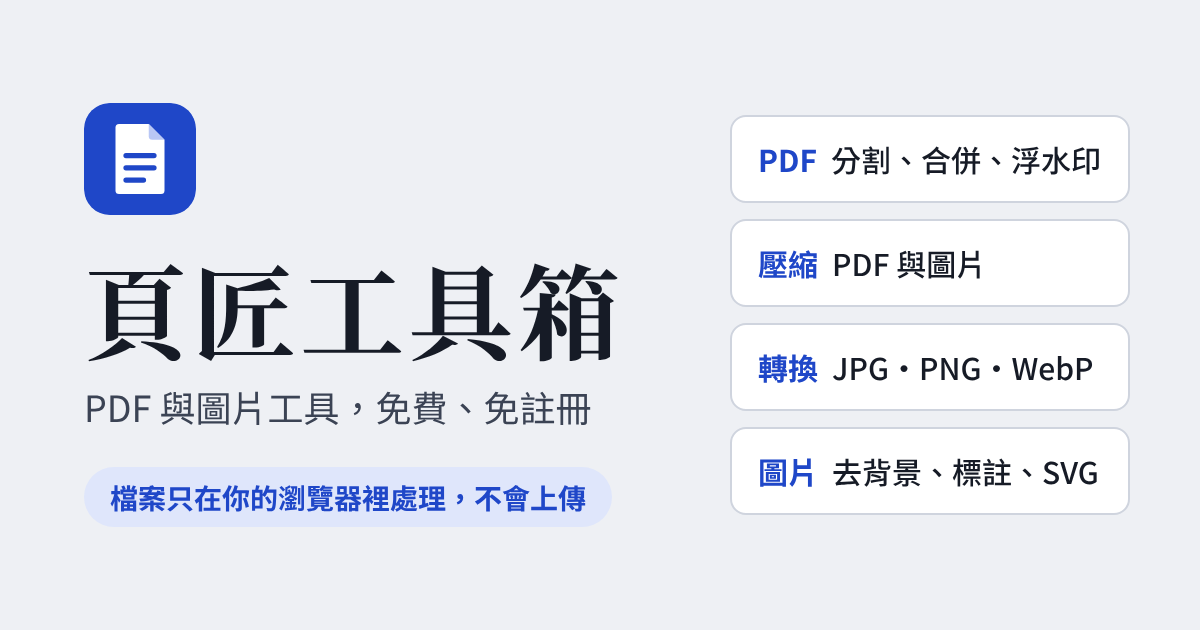 頁匠工具箱
PDF 與圖片工具，免費、免註冊
檔案只在你的瀏覽器裡處理，不會上傳
PDF 分割、合併、浮水印
壓縮 PDF 與圖片
轉換 JPG・PNG・WebP
圖片 去背景、標註、SVG